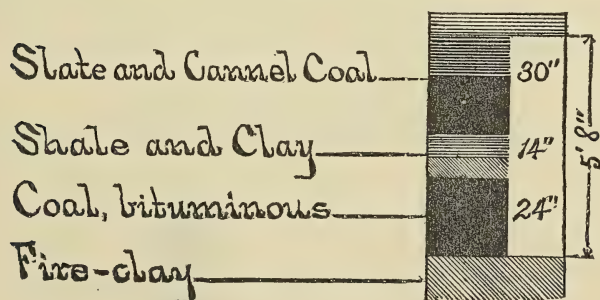 Slate and Cannel Coal
30"
Shale and Clay
14"
5' 8"
Coal, bituminous
24"
Fire-clay